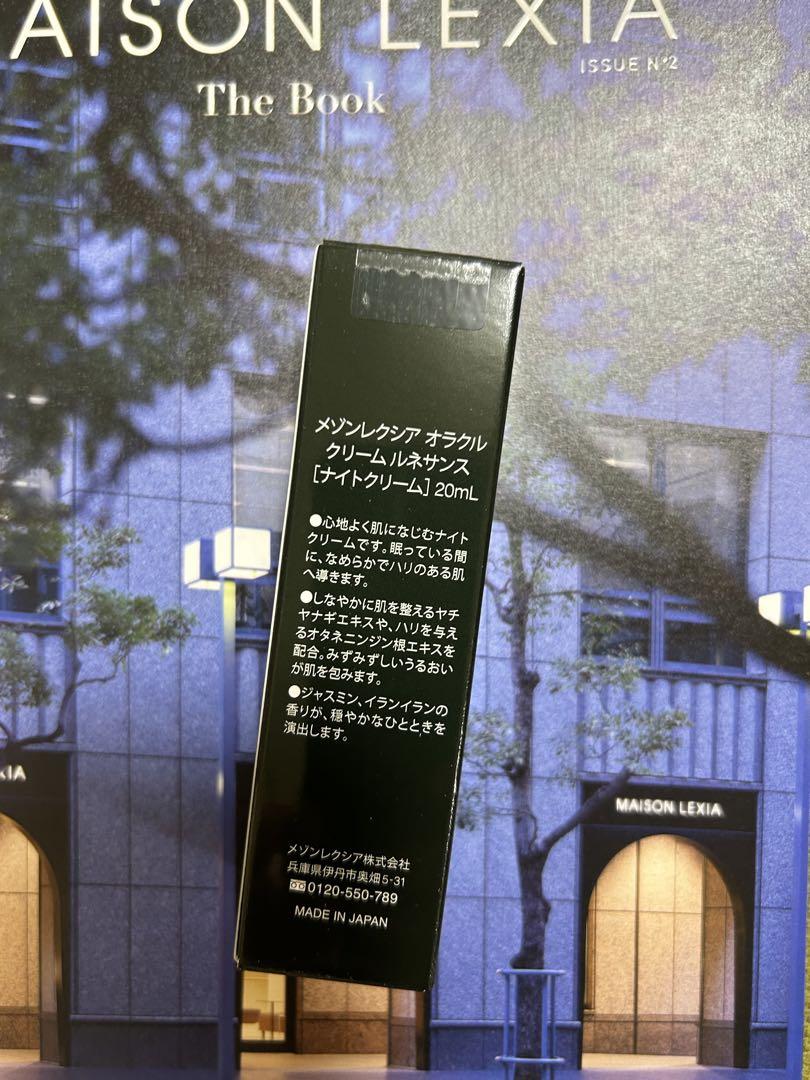 AISON LEXIA
ISSUE N°2
The Book
メゾンレクシア オラクル
クリーム ルネサンス
[ナイトクリーム] 20mL
●心地よく肌になじむナイト
クリームです。眠っている間
に、なめらかでハリのある肌
へ導きます。
●しなやかに肌を整えるヤチ
ヤナギエキスや、ハリを与え
るオタネニンジン根エキスを
配合。みずみずしいうるおい
が肌を包みます。
●ジャスミン、イランイランの
香りが、穏やかなひとときを
演出します。
メゾンレクシア株式会社
兵庫県伊丹市奥畑5-31
0120-550-789
MADE IN JAPAN
XIA
MAISON LEXIA